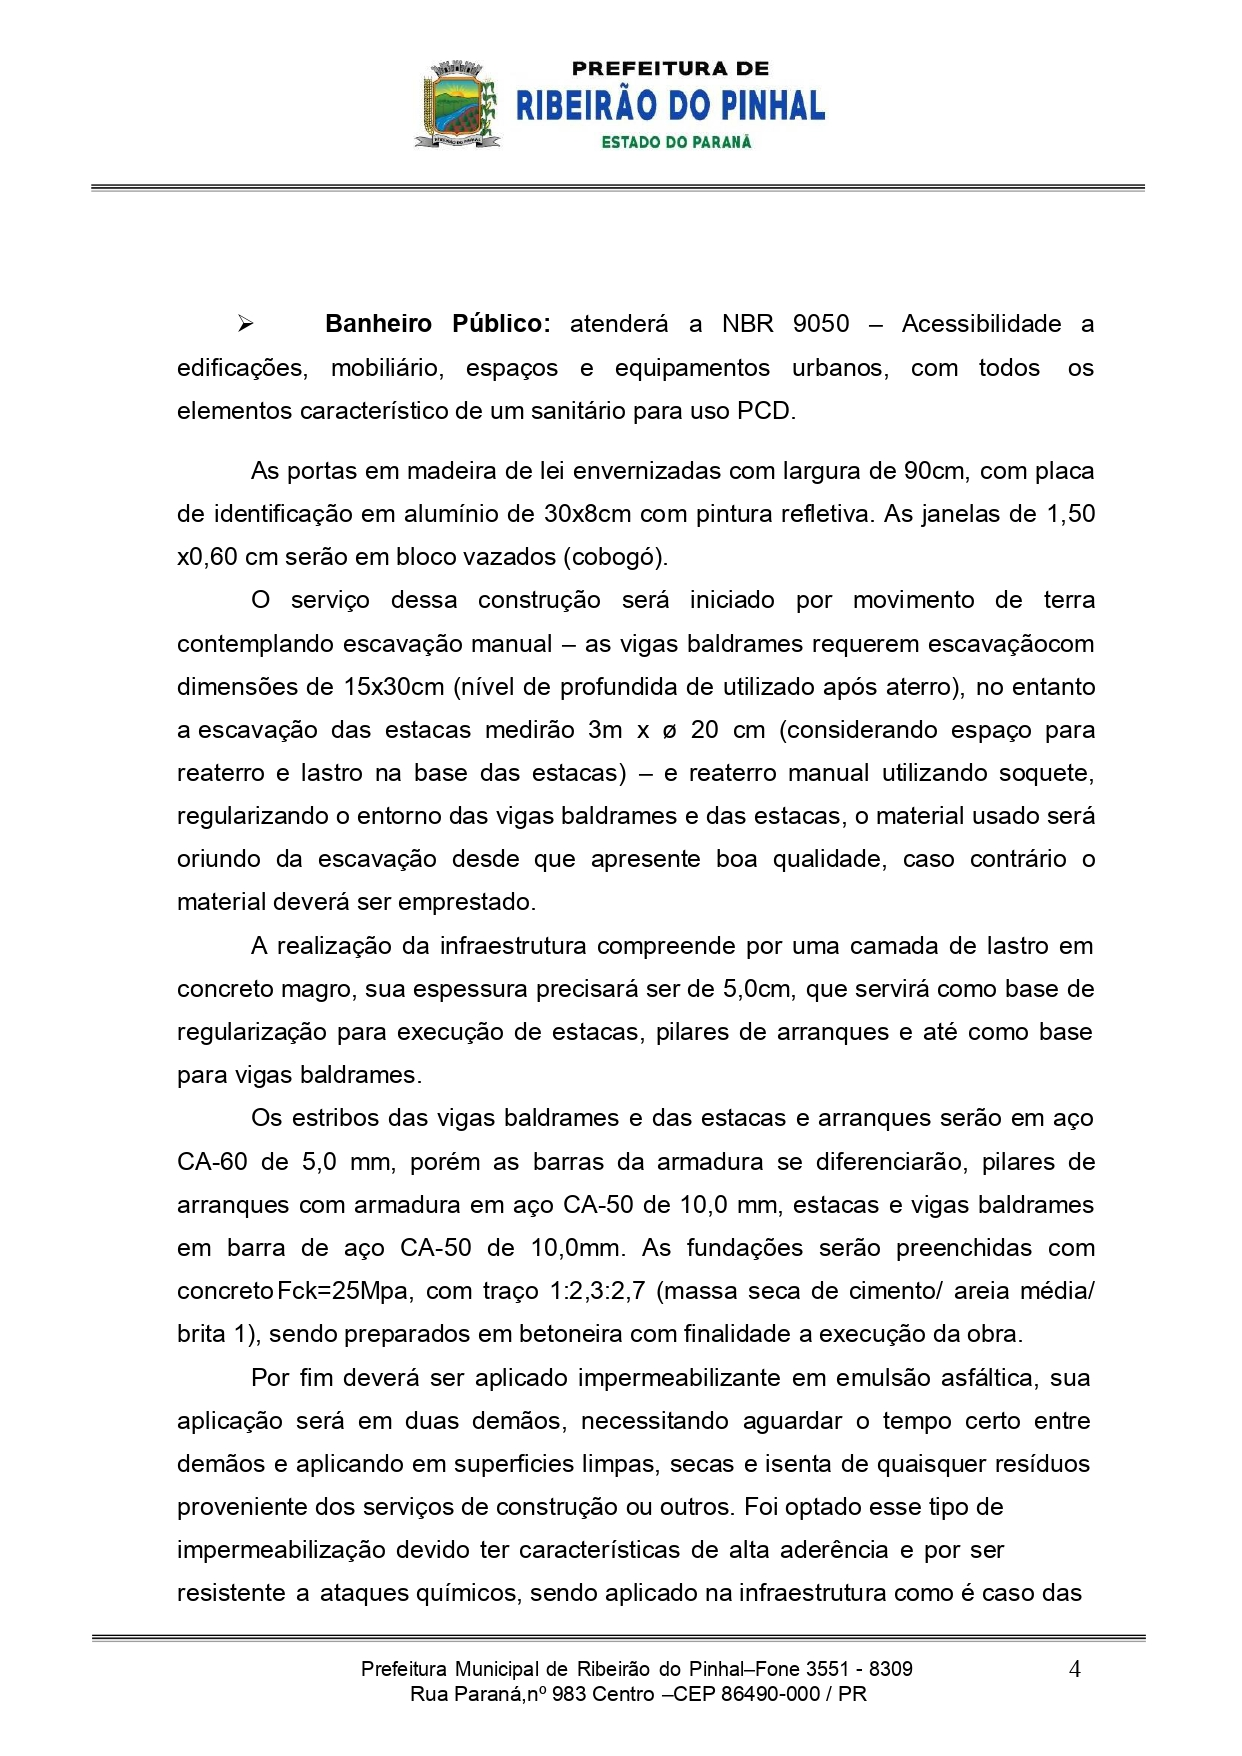 PREFEITURA DE
RIBEIRÃO DO PINHAL
ESTADO DO PARANÁ
RIBEIRÃO DO PINHAL
➢ Banheiro Público: atenderá a NBR 9050 – Acessibilidade a
edificações, mobiliário, espaços e equipamentos urbanos, com todos os
elementos característico de um sanitário para uso PCD.
As portas em madeira de lei envernizadas com largura de 90cm, com placa
de identificação em alumínio de 30x8cm com pintura refletiva. As janelas de 1,50
x0,60 cm serão em bloco vazados (cobogó).
O serviço dessa construção será iniciado por movimento de terra
contemplando escavação manual – as vigas baldrames requerem escavaçãocom
dimensões de 15x30cm (nível de profundida de utilizado após aterro), no entanto
a escavação das estacas medirão 3m x ø 20 cm (considerando espaço para
reaterro e lastro na base das estacas) – e reaterro manual utilizando soquete,
regularizando o entorno das vigas baldrames e das estacas, o material usado será
oriundo da escavação desde que apresente boa qualidade, caso contrário o
material deverá ser emprestado.
A realização da infraestrutura compreende por uma camada de lastro em
concreto magro, sua espessura precisará ser de 5,0cm, que servirá como base de
regularização para execução de estacas, pilares de arranques e até como base
para vigas baldrames.
Os estribos das vigas baldrames e das estacas e arranques serão em aço
CA-60 de 5,0 mm, porém as barras da armadura se diferenciarão, pilares de
arranques com armadura em aço CA-50 de 10,0 mm, estacas e vigas baldrames
em barra de aço CA-50 de 10,0mm. As fundações serão preenchidas com
concreto Fck=25Mpa, com traço 1:2,3:2,7 (massa seca de cimento/ areia média/
brita 1), sendo preparados em betoneira com finalidade a execução da obra.
Por fim deverá ser aplicado impermeabilizante em emulsão asfáltica, sua
aplicação será em duas demãos, necessitando aguardar o tempo certo entre
demãos e aplicando em superficies limpas, secas e isenta de quaisquer resíduos
proveniente dos serviços de construção ou outros. Foi optado esse tipo de
impermeabilização devido ter características de alta aderência e por ser
resistente a ataques químicos, sendo aplicado na infraestrutura como é caso das
Prefeitura Municipal de Ribeirão do Pinhal–Fone 3551 - 8309 4
Rua Paraná,nº 983 Centro –CEP 86490-000 / PR